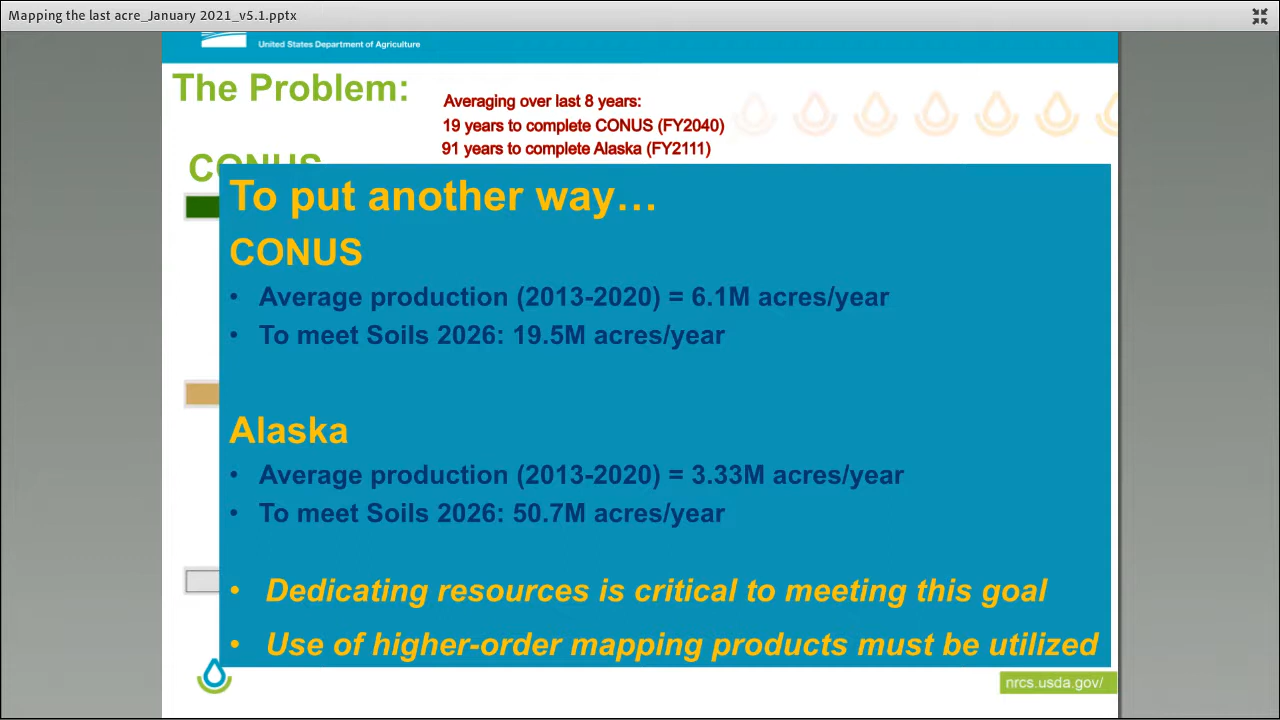 Mapping the last acre_January 2021_v5.1.pptx
United States Department of Agriculture
The Problem:
Averaging over last 8 years:
19 years to complete CONUS (FY2040)
91 years to complete Alaska (FY2111)
CONUS
To put another way…
CONUS
• Average production (2013-2020) = 6.1M acres/year
• To meet Soils 2026: 19.5M acres/year
Alaska
• Average production (2013-2020) = 3.33M acres/year
• To meet Soils 2026: 50.7M acres/year
• Dedicating resources is critical to meeting this goal
• Use of higher-order mapping products must be utilized
nrcs.usda.gov/